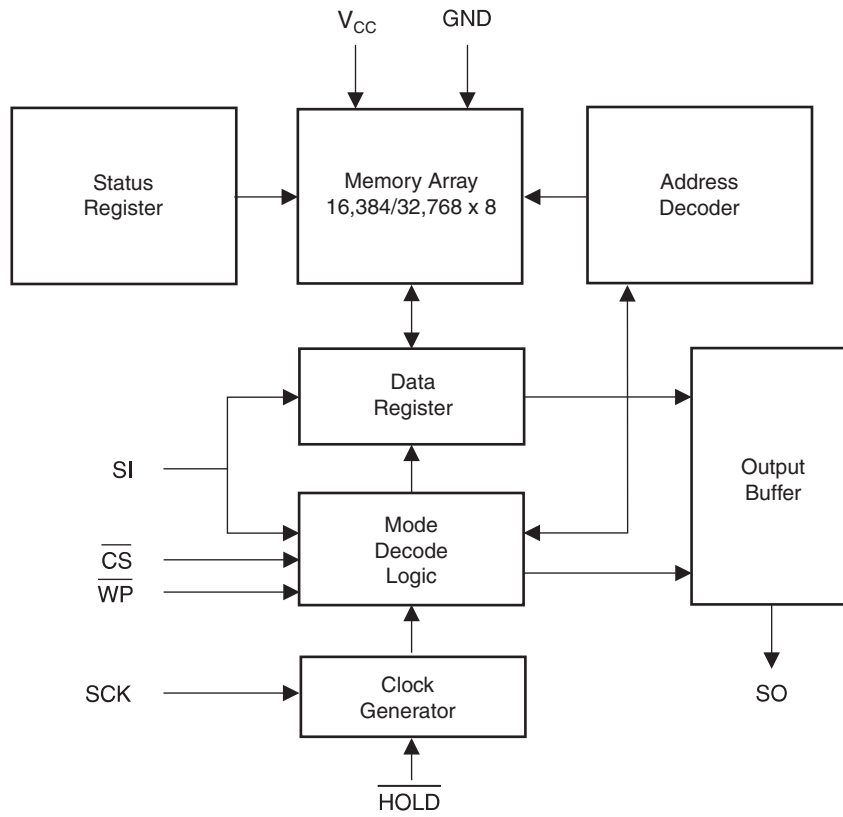 VCC
GND
Status
Register
Memory Array
16,384/32,768 x 8
Address
Decoder
Data
Register
SI
Output
Buffer
Mode
Decode
Logic
CS
WP
SCK
Clock
Generator
SO
HOLD